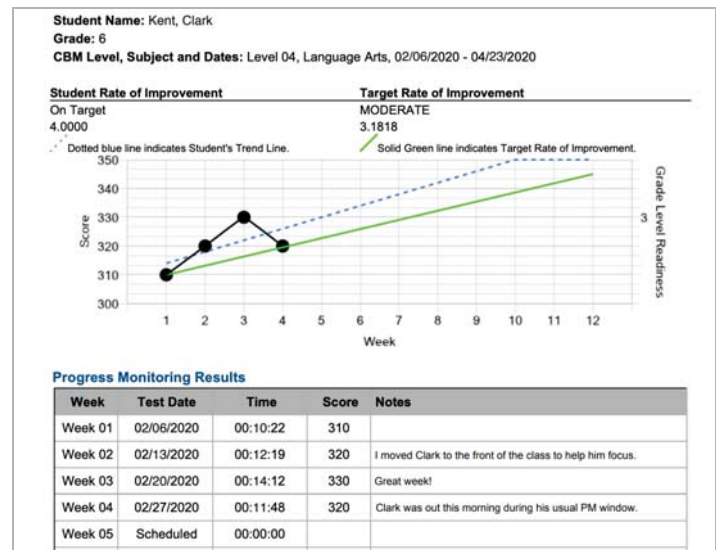 Student Name: Kent, Clark
Grade: 6
CBM Level, Subject and Dates: Level 04, Language Arts, 02/06/2020 - 04/23/2020
Student Rate of Improvement Target Rate of Improvement
On Target MODERATE
4.0000 3.1818
Dotted blue line indicates Student's Trend Line. Solid Green line indicates Target Rate of Improvement.
350
340
330
320
310
300
Score
3
Grade Level Readiness
1 2 3 4 5 6 7 8 9 10 11 12
Week
Progress Monitoring Results
Week Test Date Time Score Notes
Week 01 02/06/2020 00:10:22 310
Week 02 02/13/2020 00:12:19 320 I moved Clark to the front of the class to help him focus.
Week 03 02/20/2020 00:14:12 330 Great week!
Week 04 02/27/2020 00:11:48 320 Clark was out this morning during his usual PM window.
Week 05 Scheduled 00:00:00